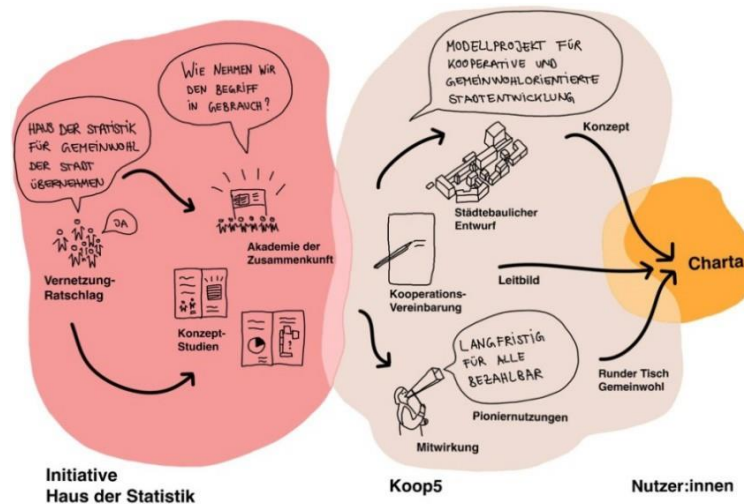 HAUS DER STATISTIK
FÜR GEMEINWOHL
DER STADT
ÜBERNEHMEN
JA
Vernetzung-
Ratschlag
WIE NEHMEN WIR
DEN BEGRIFF
IN GEBRAUCH?
Akademie der
Zusammenkunft
Konzept-
Studien
Initiative
Haus der Statistik
MODELLPROJEKT FÜR
KOOPERATIVE UND
GEMEINWOHLORIENTIERTE
STADTENTWICKLUNG
Konzept
Städtebaulicher
Entwurf
Kooperations-
Vereinbarung
Leitbild
LANGFRISTIG
FÜR ALLE
BEZAHLBAR
Pioniernutzungen
Mitwirkung
Runder Tisch
Gemeinwohl
Koop5
Charta
Nutzer:innen